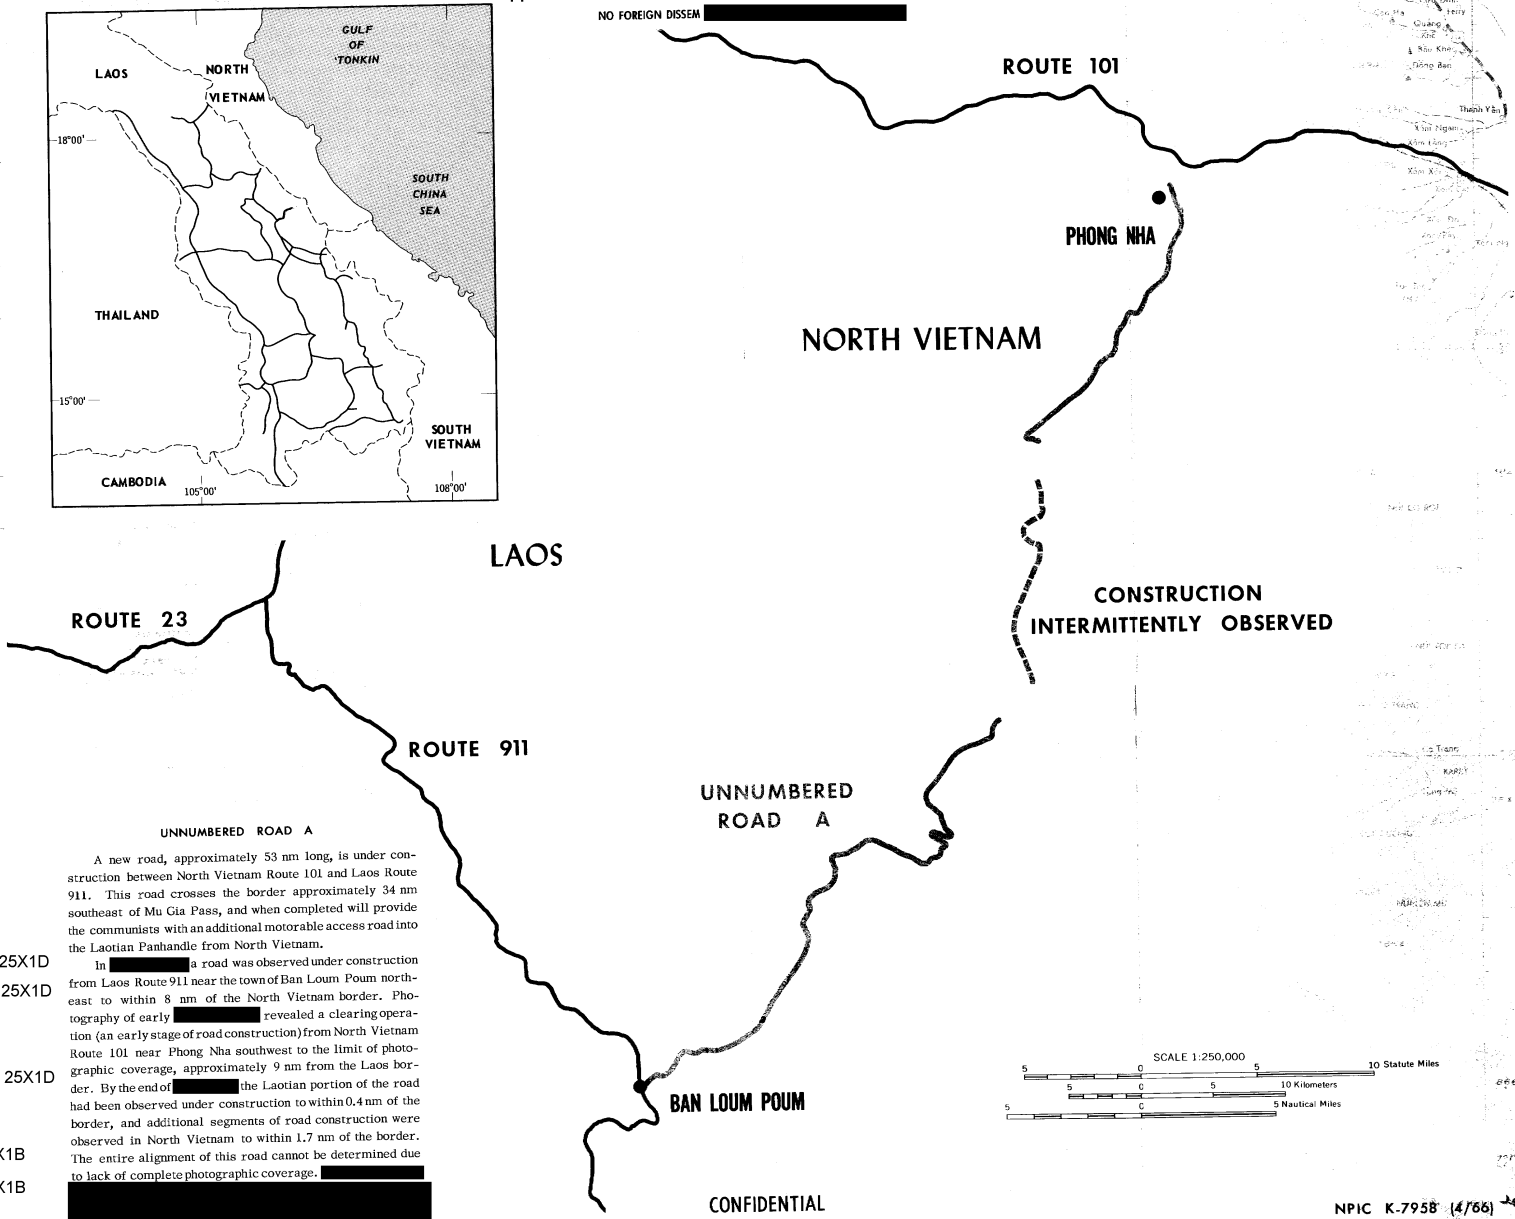 NO FOREIGN DISSEM
GULF
OF
TONKIN
LAOS
NORTH
VIETNAM
18°00'
SOUTH
CHINA
SEA
THAILAND
15°00'
SOUTH
VIETNAM
CAMBODIA
105°00'
108°00'
ROUTE 101
PHONG NHA
NORTH VIETNAM
LAOS
ROUTE 23
CONSTRUCTION
INTERMITTENTLY OBSERVED
ROUTE 911
UNNUMBERED
ROAD A
UNNUMBERED ROAD A
A new road, approximately 53 nm long, is under con-
struction between North Vietnam Route 101 and Laos Route
911. This road crosses the border approximately 34 nm
southeast of Mu Gia Pass, and when completed will provide
the communists with an additional motorable access road into
the Laotian Panhandle from North Vietnam.
25X1D
In a road was observed under construction
from Laos Route 911 near the town of Ban Loum Poum north-
25X1D
east to within 8 nm of the North Vietnam border. Pho-
tography of early revealed a clearing opera-
tion (an early stage of road construction) from North Vietnam
Route 101 near Phong Nha southwest to the limit of photo-
graphic coverage, approximately 9 nm from the Laos bor-
25X1D
der. By the end of the Laotian portion of the road
had been observed under construction to within 0.4 nm of the
border, and additional segments of road construction were
observed in North Vietnam to within 1.7 nm of the border.
X1B
The entire alignment of this road cannot be determined due
to lack of complete photographic coverage.
X1B
BAN LOUM POUM
SCALE 1:250,000
5 0 5 10 Statute Miles
5 0 5 10 Kilometers
5 0 5 Nautical Miles
CONFIDENTIAL
NPIC K-7958 (4/66)